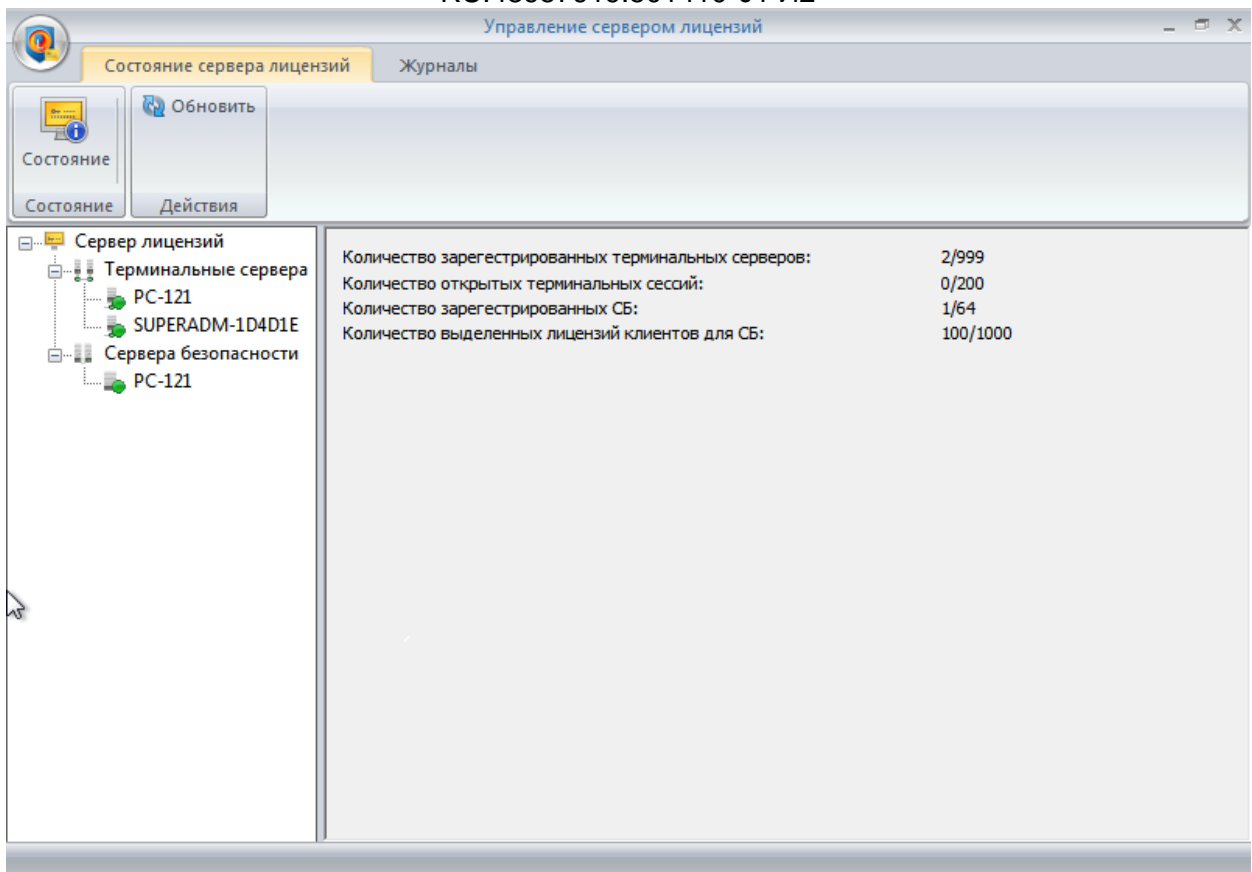 Управление сервером лицензий
Состояние сервера лицензий Журналы
Обновить
Состояние
Состояние Действия
Сервер лицензий
Терминальные сервера
PC-121
SUPERADM-1D4D1E
Сервера безопасности
PC-121
Количество зарегестрированных терминальных серверов: 2/999
Количество открытых терминальных сессий: 0/200
Количество зарегестрированных СБ: 1/64
Количество выделенных лицензий клиентов для СБ: 100/1000